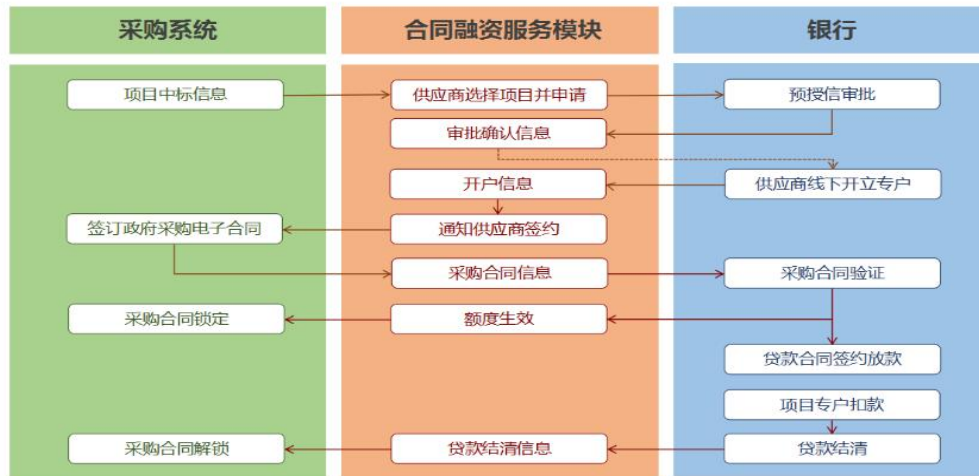 采购系统
合同融资服务模块
银行
项目中标信息
供应商选择项目并申请
预授信审批
审批确认信息
开户信息
供应商线下开立专户
签订政府采购电子合同
通知供应商签约
采购合同信息
采购合同验证
采购合同锁定
额度生效
贷款合同签约放款
项目专户扣款
采购合同解锁
贷款结清信息
贷款结清